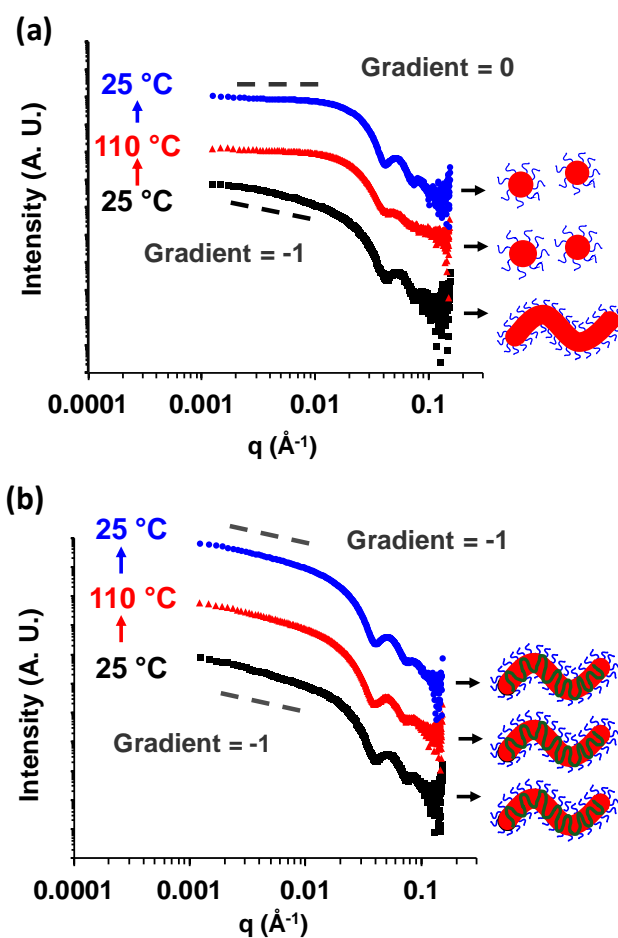 (a)
Gradient = 0
25 °C
110 °C
25 °C
Gradient = -1
Intensity (A. U.)
0.0001 0.001 0.01 0.1
q (Å-1)
(b)
25 °C
Gradient = -1
110 °C
25 °C
Gradient = -1
Intensity (A. U.)
0.0001 0.001 0.01 0.1
q (Å-1)